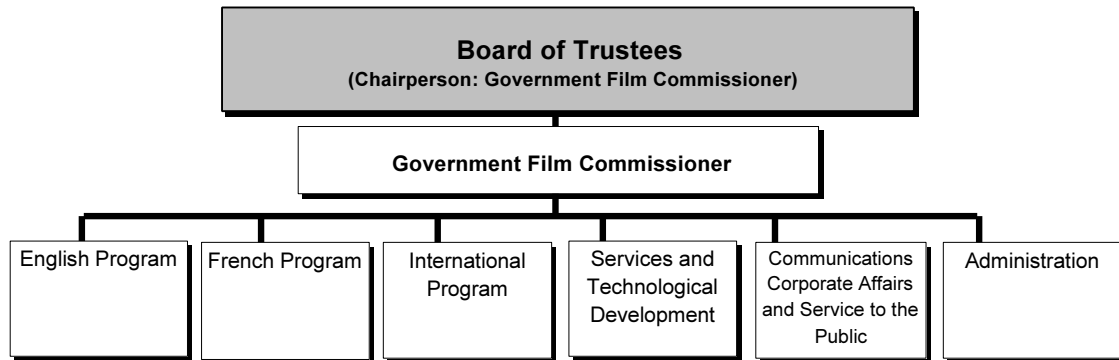 Board of Trustees
(Chairperson: Government Film Commissioner)
Government Film Commissioner
English Program
French Program
International
Program
Services and
Technological
Development
Communications
Corporate Affairs
and Service to the
Public
Administration